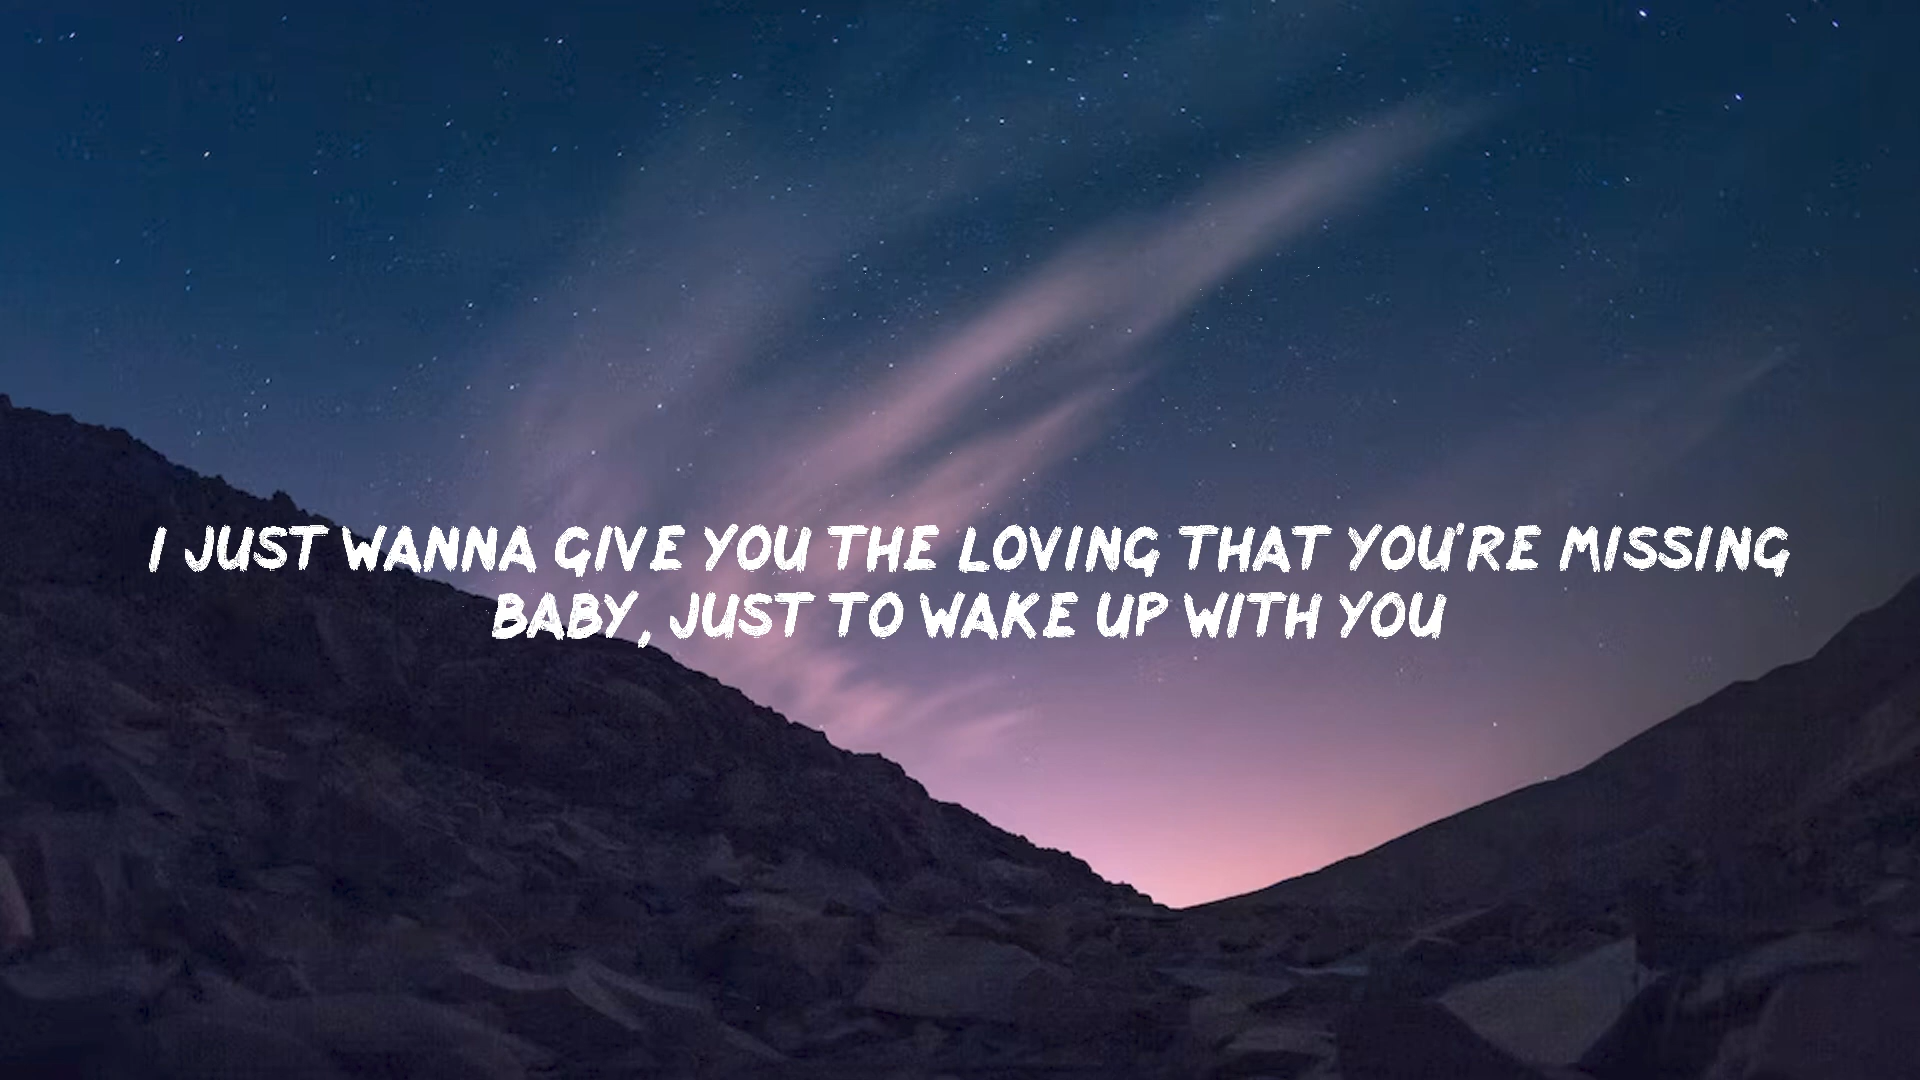 I JUST WANNA GIVE YOU THE LOVING THAT YOU'RE MISSING
BABY, JUST TO WAKE UP WITH YOU